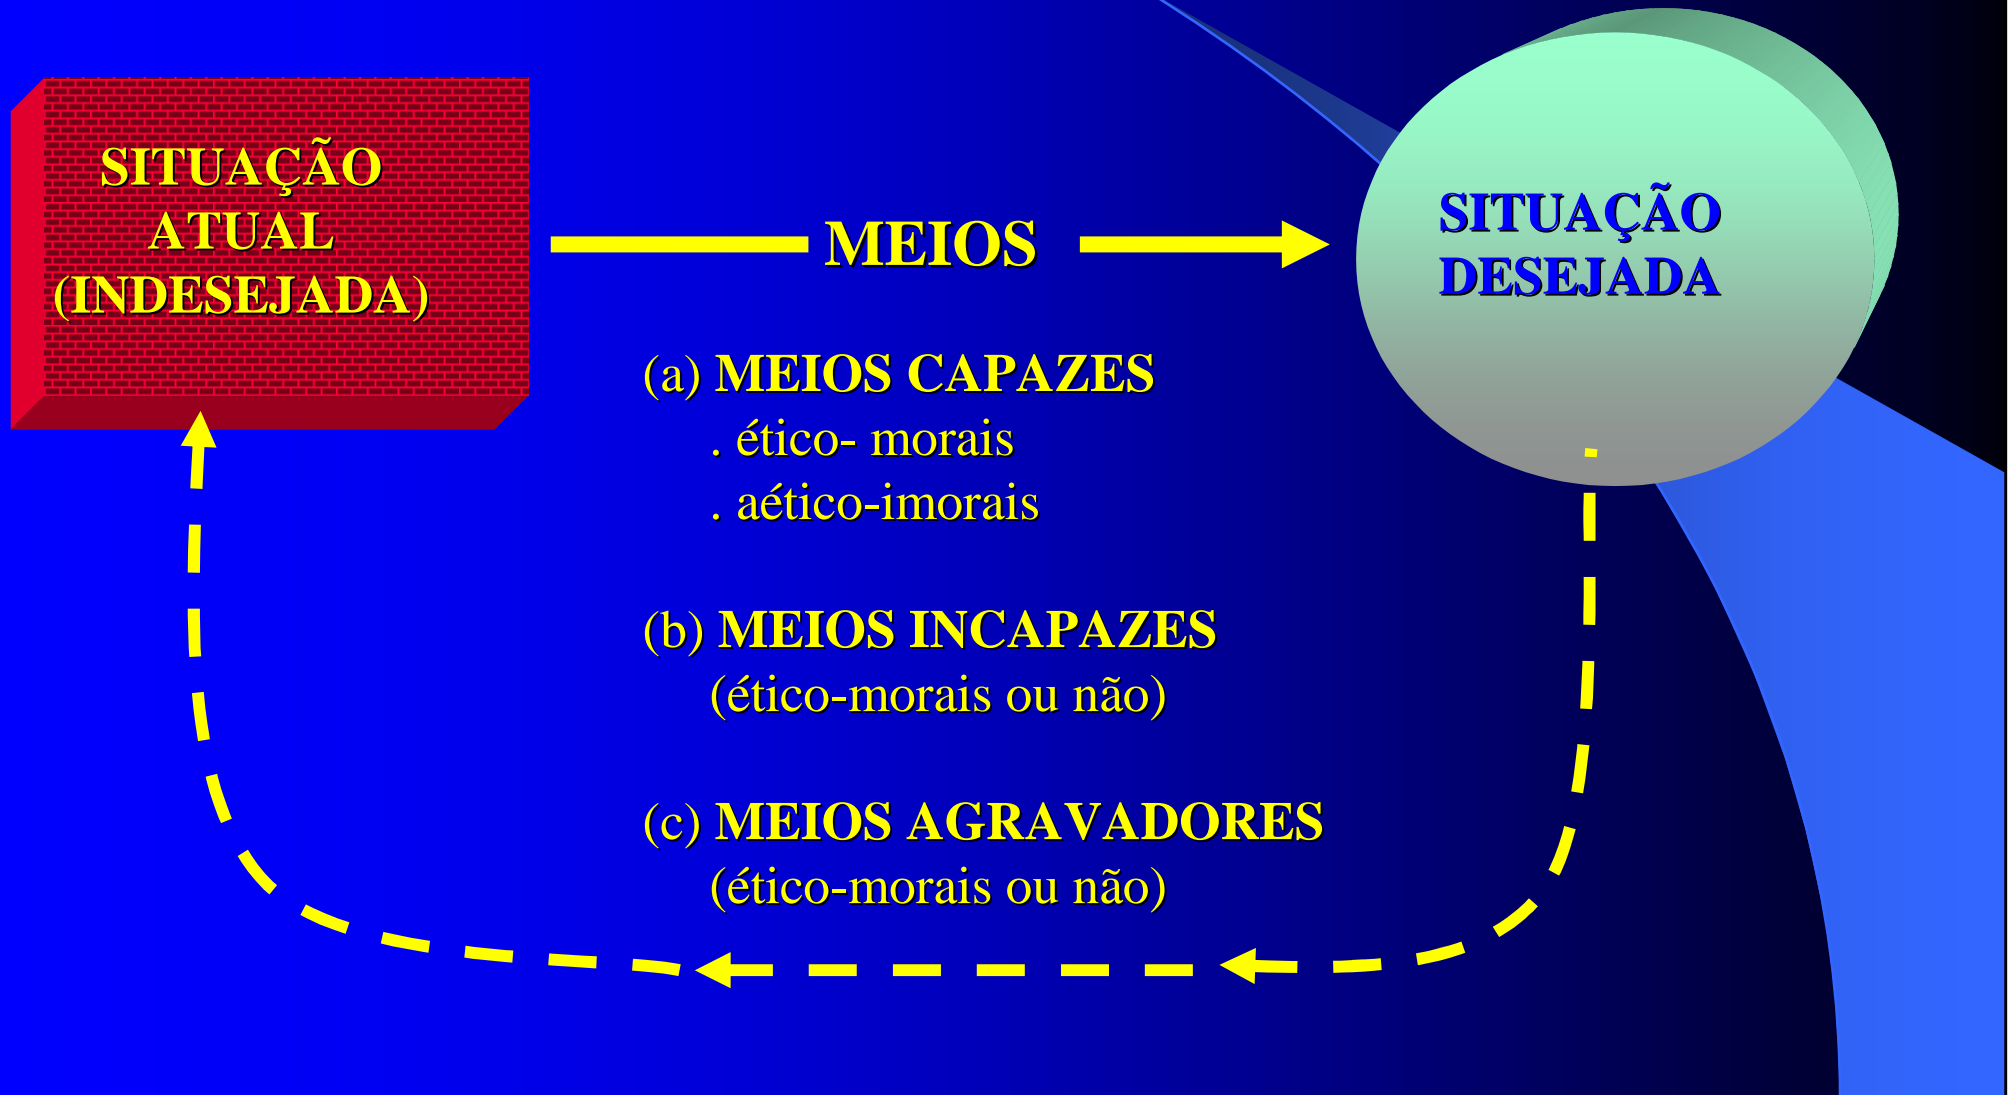 SITUAÇÃO
ATUAL
(INDESEJADA)
MEIOS
SITUAÇÃO
DESEJADA
(a) MEIOS CAPAZES
. ético- morais
. aético-imorais
(b) MEIOS INCAPAZES
(ético-morais ou não)
(c) MEIOS AGRAVADORES
(ético-morais ou não)